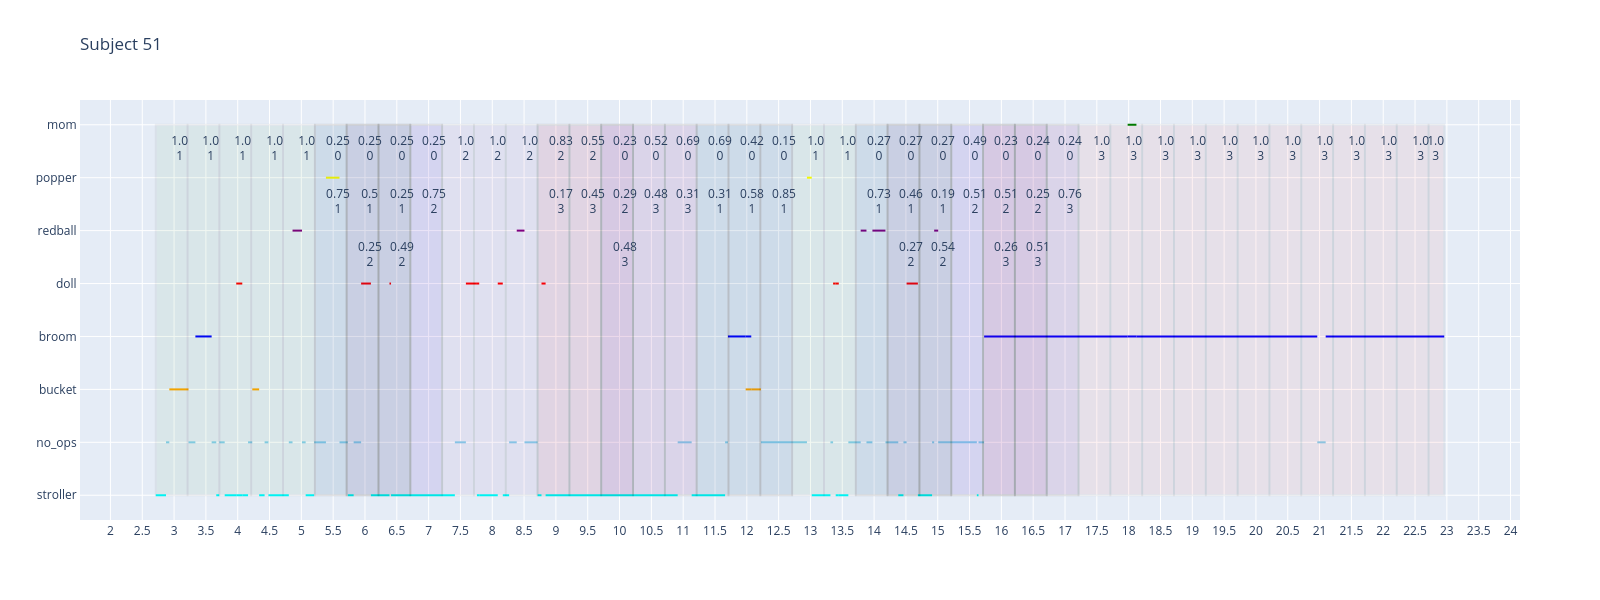 Subject 51
mom
1.0 1.0 1.0 1.0 1.0 0.25 0.25 0.25 0.25 1.0 1.0 1.0 0.83 0.55 0.23 0.52 0.69 0.69 0.42 0.15 1.0 1.0 0.27 0.27 0.27 0.49 0.23 0.24 0.24 1.0 1.0 1.0 1.0 1.0 1.0 1.0 1.0 1.0 1.0 1.0 1.0
1 1 1 1 1 0 0 0 0 2 2 2 2 2 0 0 0 0 0 0 1 1 0 0 0 0 0 0 0 3 3 3 3 3 3 3 3 3 3 3 3
popper
0.75 0.5 0.25 0.75 0.17 0.45 0.29 0.48 0.31 0.31 0.58 0.85 0.73 0.46 0.19 0.51 0.51 0.25 0.76
1 1 1 2 3 3 2 3 3 1 1 1 1 1 1 2 2 2 3
redball
0.25 0.49 0.48 0.27 0.54 0.26 0.51
2 2 3 2 2 3 3
doll
broom
bucket
no_ops
stroller
2 2.5 3 3.5 4 4.5 5 5.5 6 6.5 7 7.5 8 8.5 9 9.5 10 10.5 11 11.5 12 12.5 13 13.5 14 14.5 15 15.5 16 16.5 17 17.5 18 18.5 19 19.5 20 20.5 21 21.5 22 22.5 23 23.5 24